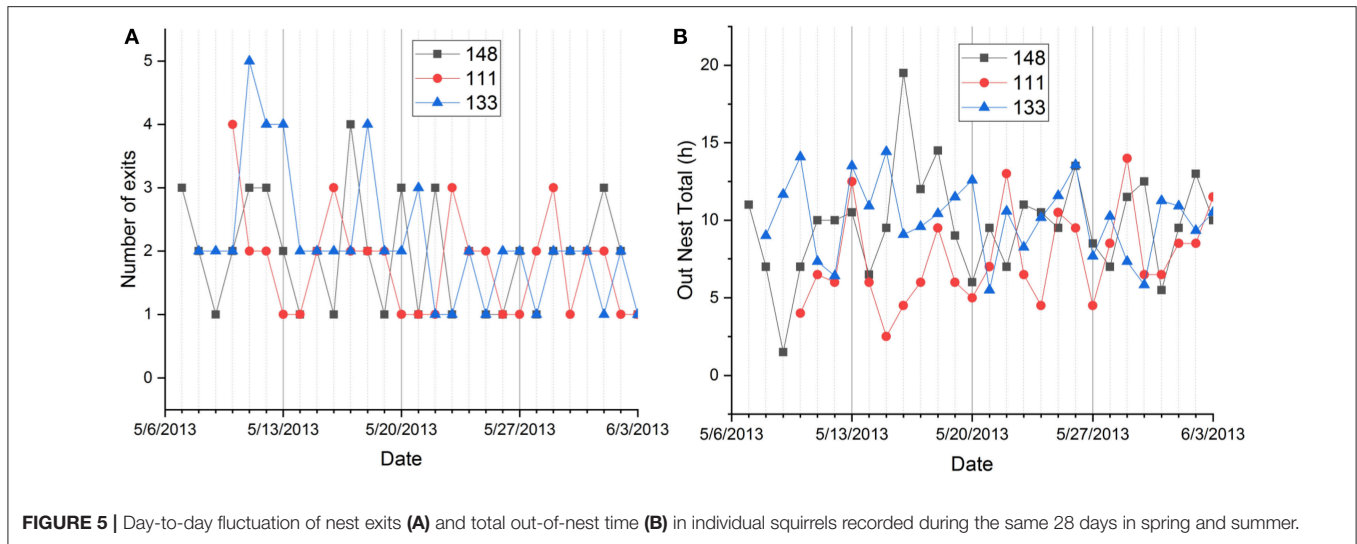 A
Number of exits
5
4
3
2
1
0
148
111
133
5/6/2013 5/13/2013 5/20/2013 5/27/2013 6/3/2013
Date
B
Out Nest Total (h)
20
15
10
5
0
148
111
133
5/6/2013 5/13/2013 5/20/2013 5/27/2013 6/3/2013
Date
FIGURE 5 | Day-to-day fluctuation of nest exits (A) and total out-of-nest time (B) in individual squirrels recorded during the same 28 days in spring and summer.